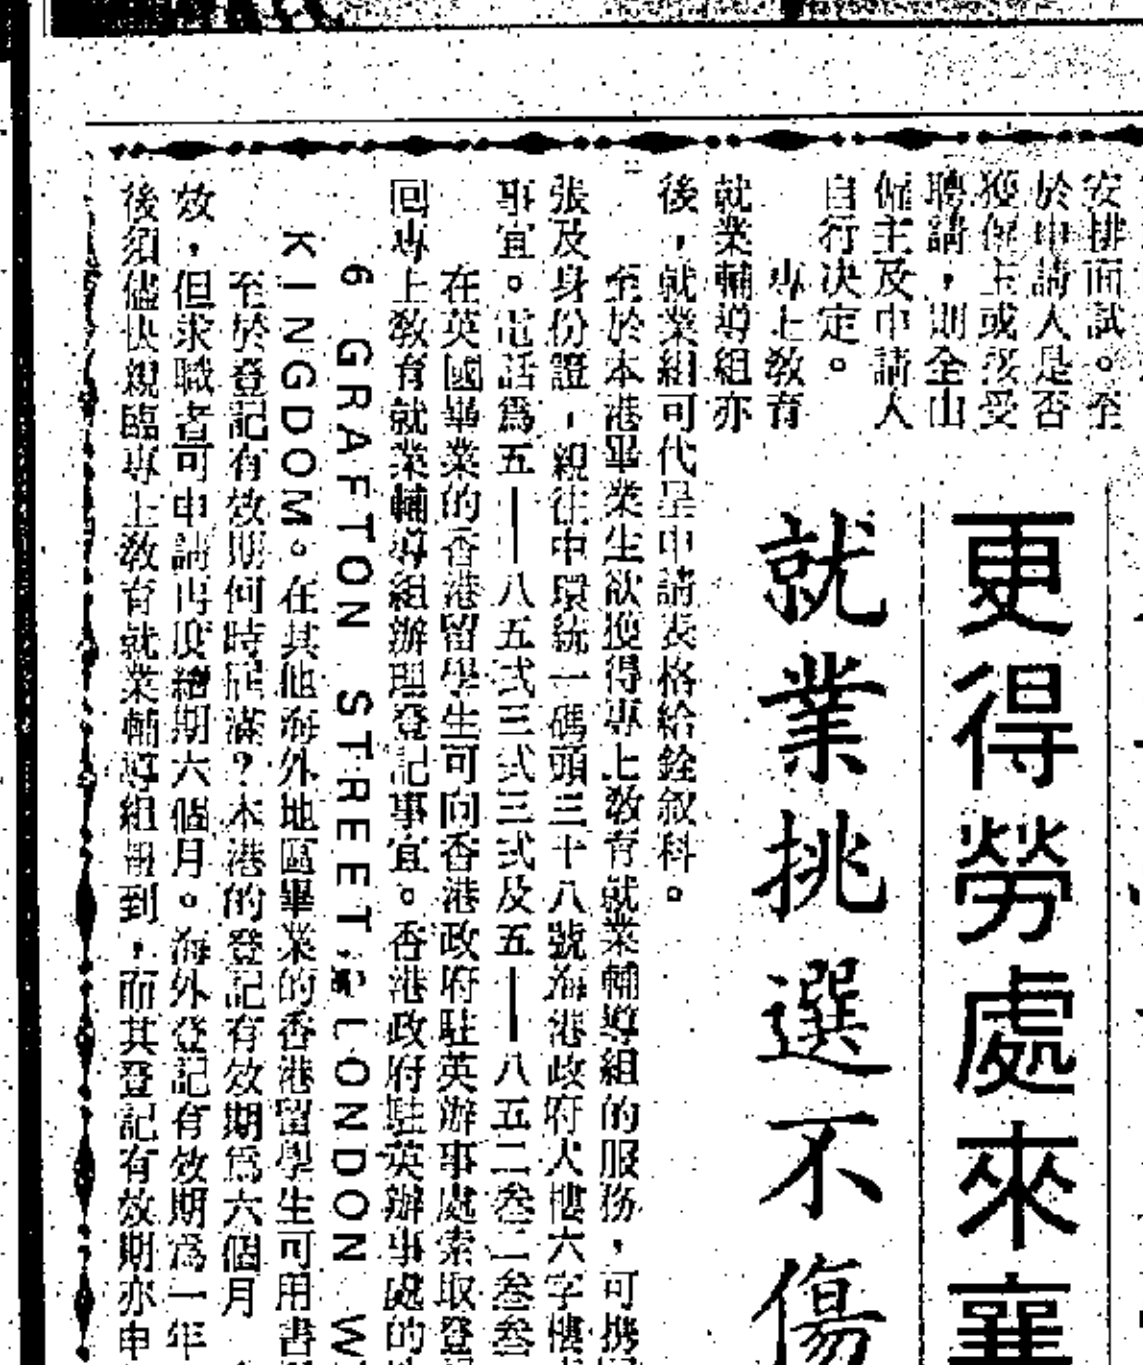 更得勞處來襄
就業挑選不傷
安排面試。至
於申請人是否
獲僱主或接受
聘請，則全由
僱主及申請人
自行決定。
專上教育
就業輔導組亦
後，就業組可代呈申請表格給銓敘科。
至於本港畢業生欲獲得專上教育就業輔導組的服務，可携
張及身份證，親往中環統一碼頭三十八號海港政府大樓六字樓
事宜。電話爲五——八五弍三弍三弍及五——八五二叁二叁叁
在英國畢業的香港留學生可向香港政府駐英辦事處索取登
回專上教育就業輔導組辦理登記事宜。香港政府駐英辦事處的
6 GRAFTON STREET, LONDON W
KINGDOM。在其他海外地區畢業的香港留學生可用書
至於登記有效期何時屆滿？本港的登記有效期爲六個月
效，但求職者可申請再度續期六個月。海外登記有效期爲一年
後須儘快親臨專上教育就業輔導組報到，而其登記有效期亦由